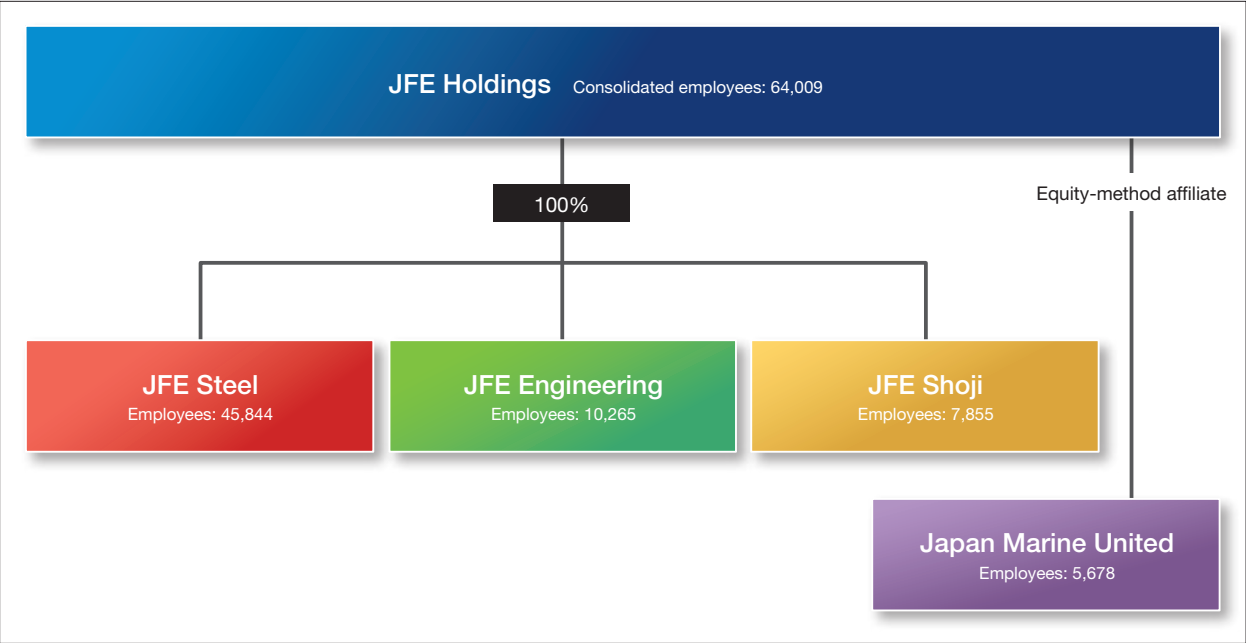 JFE Holdings Consolidated employees: 64,009
100%
Equity-method affiliate
JFE Steel
Employees: 45,844
JFE Engineering
Employees: 10,265
JFE Shoji
Employees: 7,855
Japan Marine United
Employees: 5,678